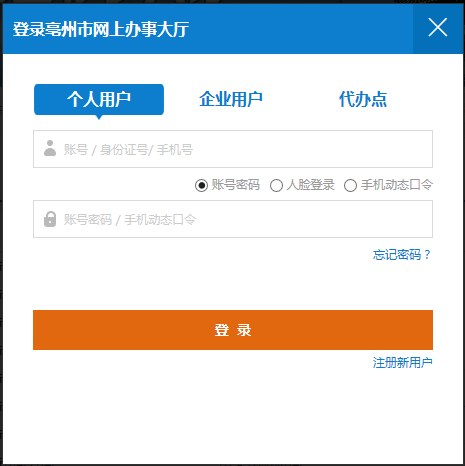 登录亳州市网上办事大厅
个人用户 企业用户 代办点
账号 / 身份证号/ 手机号
账号密码 人脸登录 手机动态口令
账号密码 / 手机动态口令
忘记密码？
登 录
注册新用户